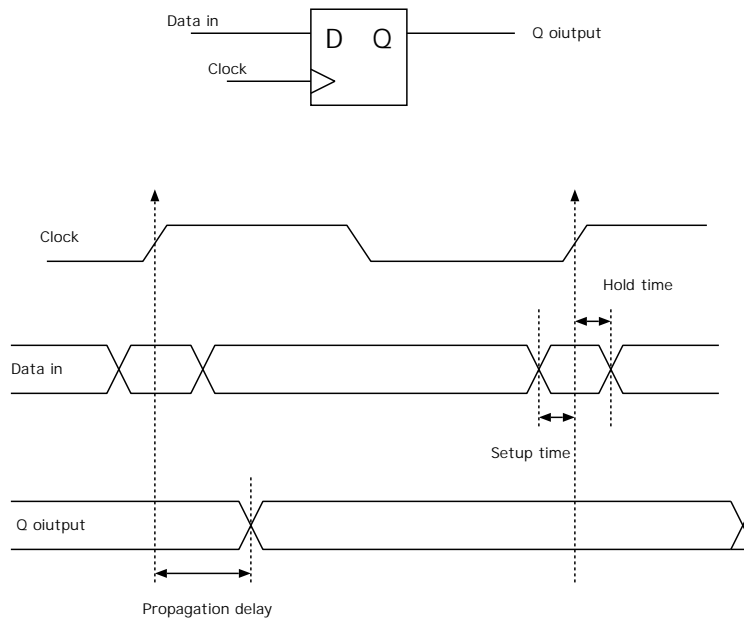 Data in
D Q
Q oiutput
Clock
Clock
Hold time
Data in
Setup time
Q oiutput
Propagation delay